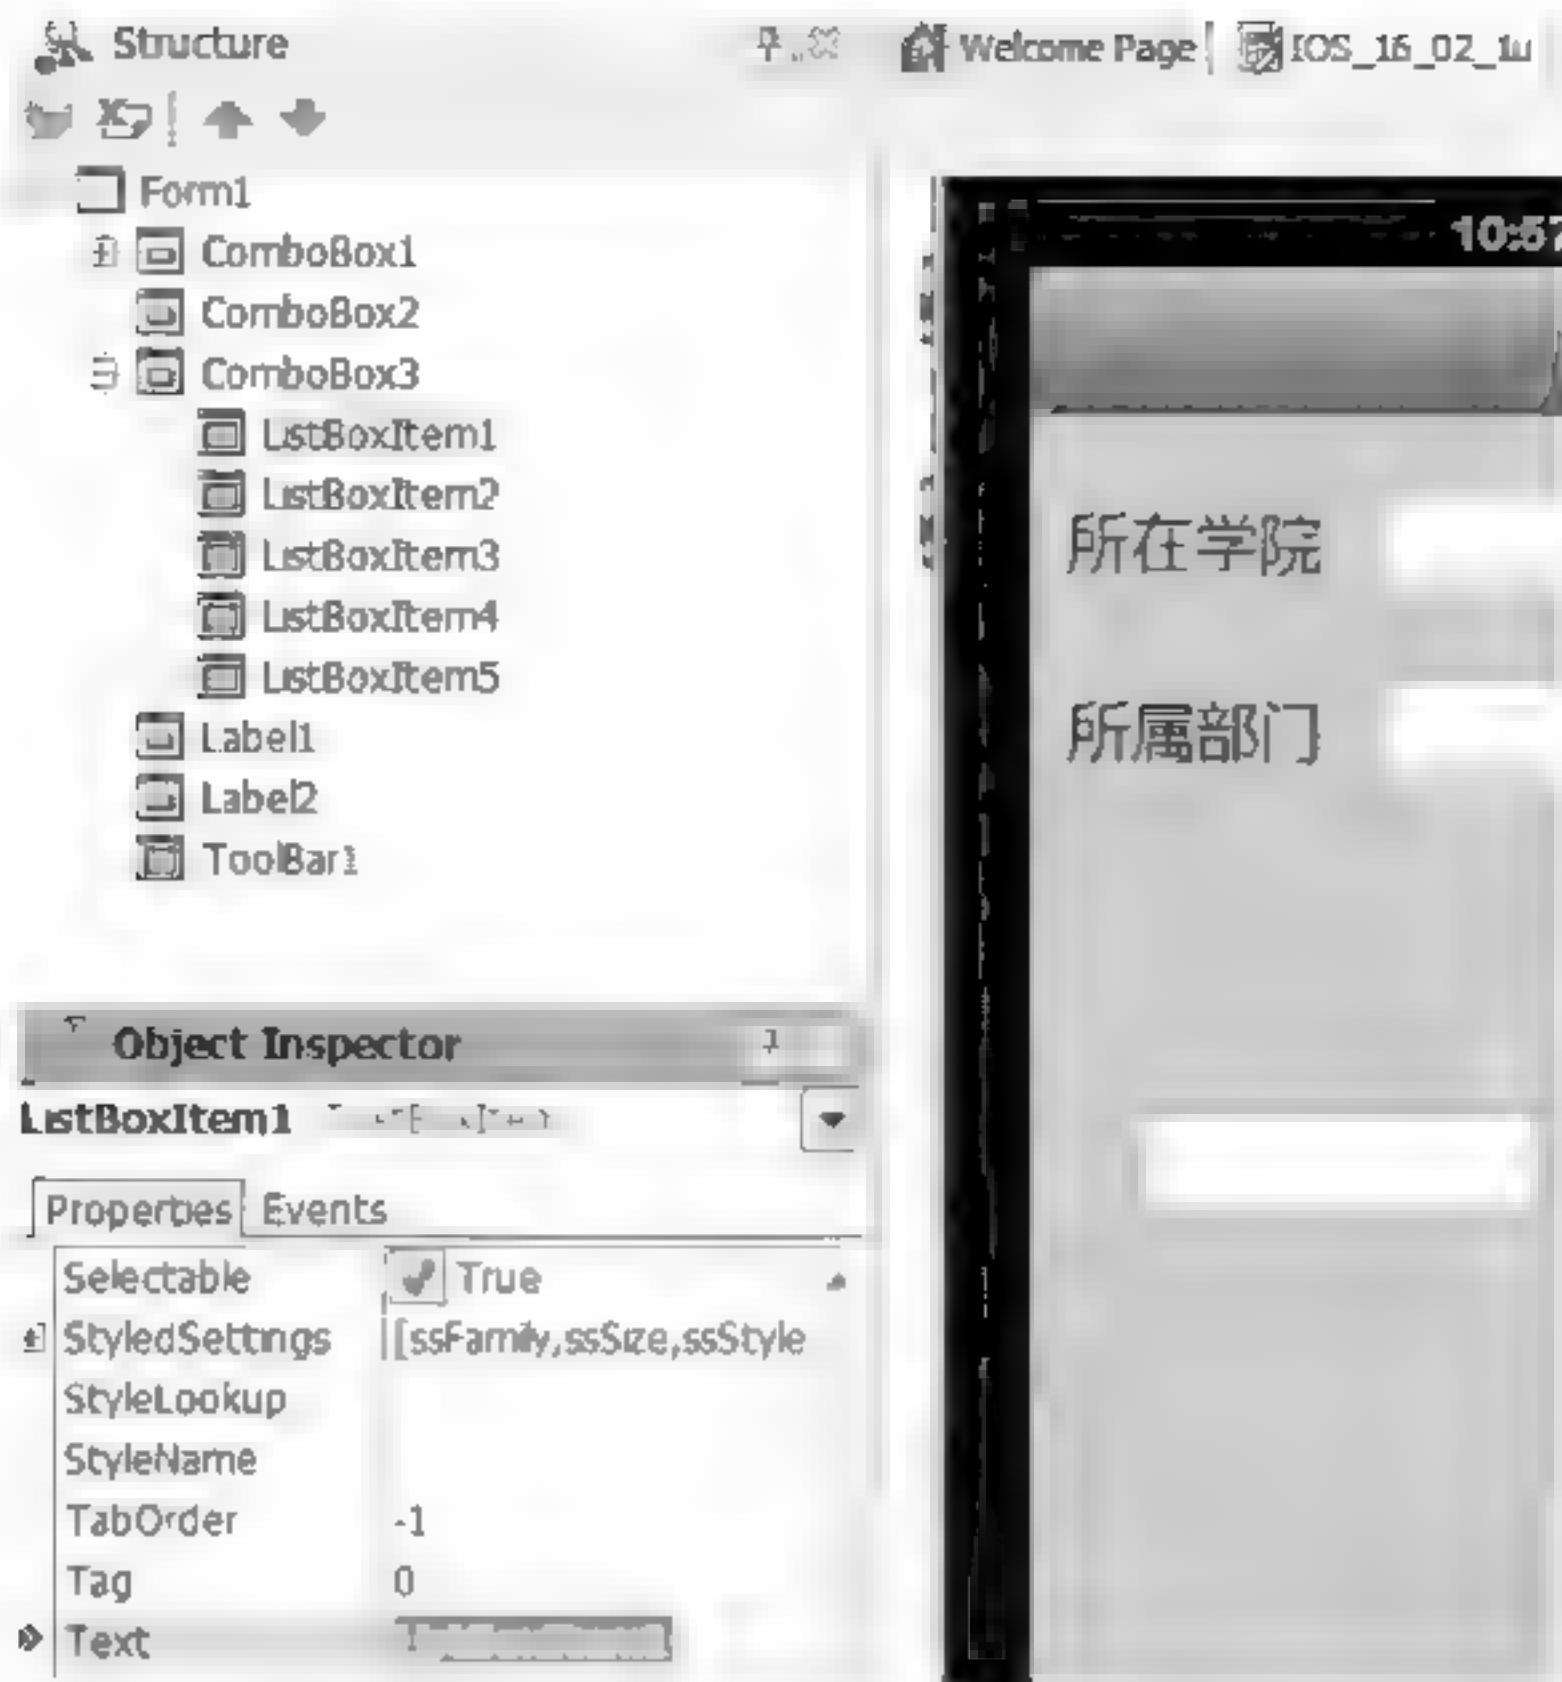 Structure
Welcome Page
IOS_16_02_1u
Form1
ComboBox1
ComboBox2
ComboBox3
ListBoxItem1
ListBoxItem2
ListBoxItem3
ListBoxItem4
ListBoxItem5
Label1
Label2
ToolBar1
10:57
所在学院
所属部门
Object Inspector
ListBoxItem1
Properties Events
Selectable True
StyledSettings [ssFamily,ssSize,ssStyle
StyleLookup
StyleName
TabOrder -1
Tag 0
Text